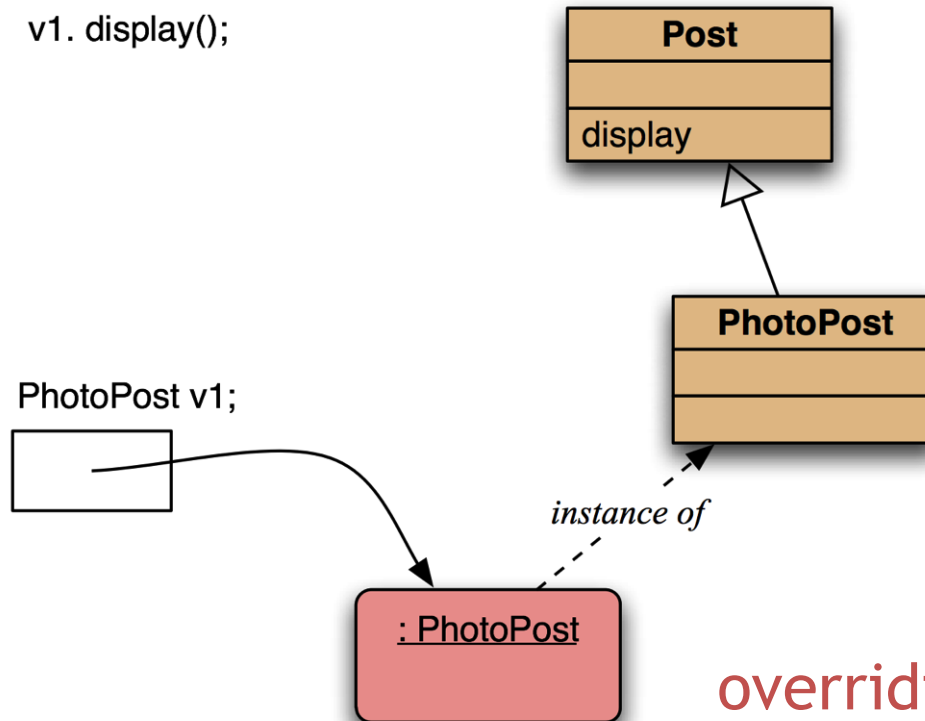 v1. display();
Post
display
PhotoPost
PhotoPost v1;
instance of
: PhotoPost